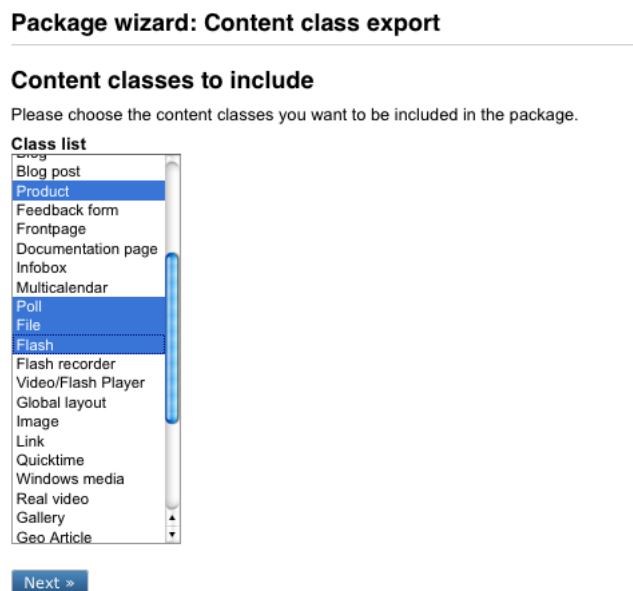 Package wizard: Content class export
Content classes to include
Please choose the content classes you want to be included in the package.
Class list
Blog
Blog post
Product
Feedback form
Frontpage
Documentation page
Infobox
Multicalendar
Poll
File
Flash
Flash recorder
Video/Flash Player
Global layout
Image
Link
Quicktime
Windows media
Real video
Gallery
Geo Article
Next »